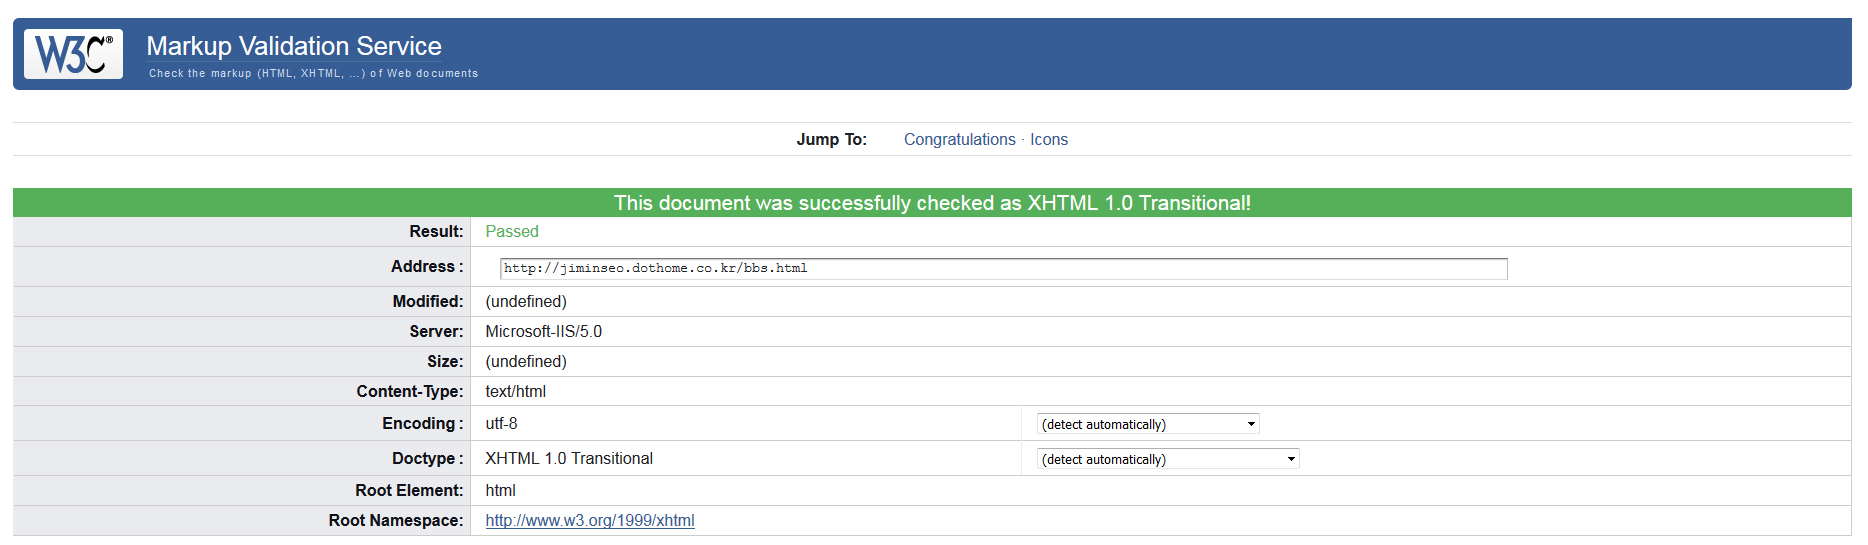 W3C®
Markup Validation Service
Check the markup (HTML, XHTML, ...) of Web documents
Jump To: Congratulations · Icons
This document was successfully checked as XHTML 1.0 Transitional!
Result: Passed
Address : http://jiminseo.dothome.co.kr/bbs.html
Modified: (undefined)
Server: Microsoft-IIS/5.0
Size: (undefined)
Content-Type: text/html
Encoding : utf-8 (detect automatically)
Doctype : XHTML 1.0 Transitional (detect automatically)
Root Element: html
Root Namespace: http://www.w3.org/1999/xhtml